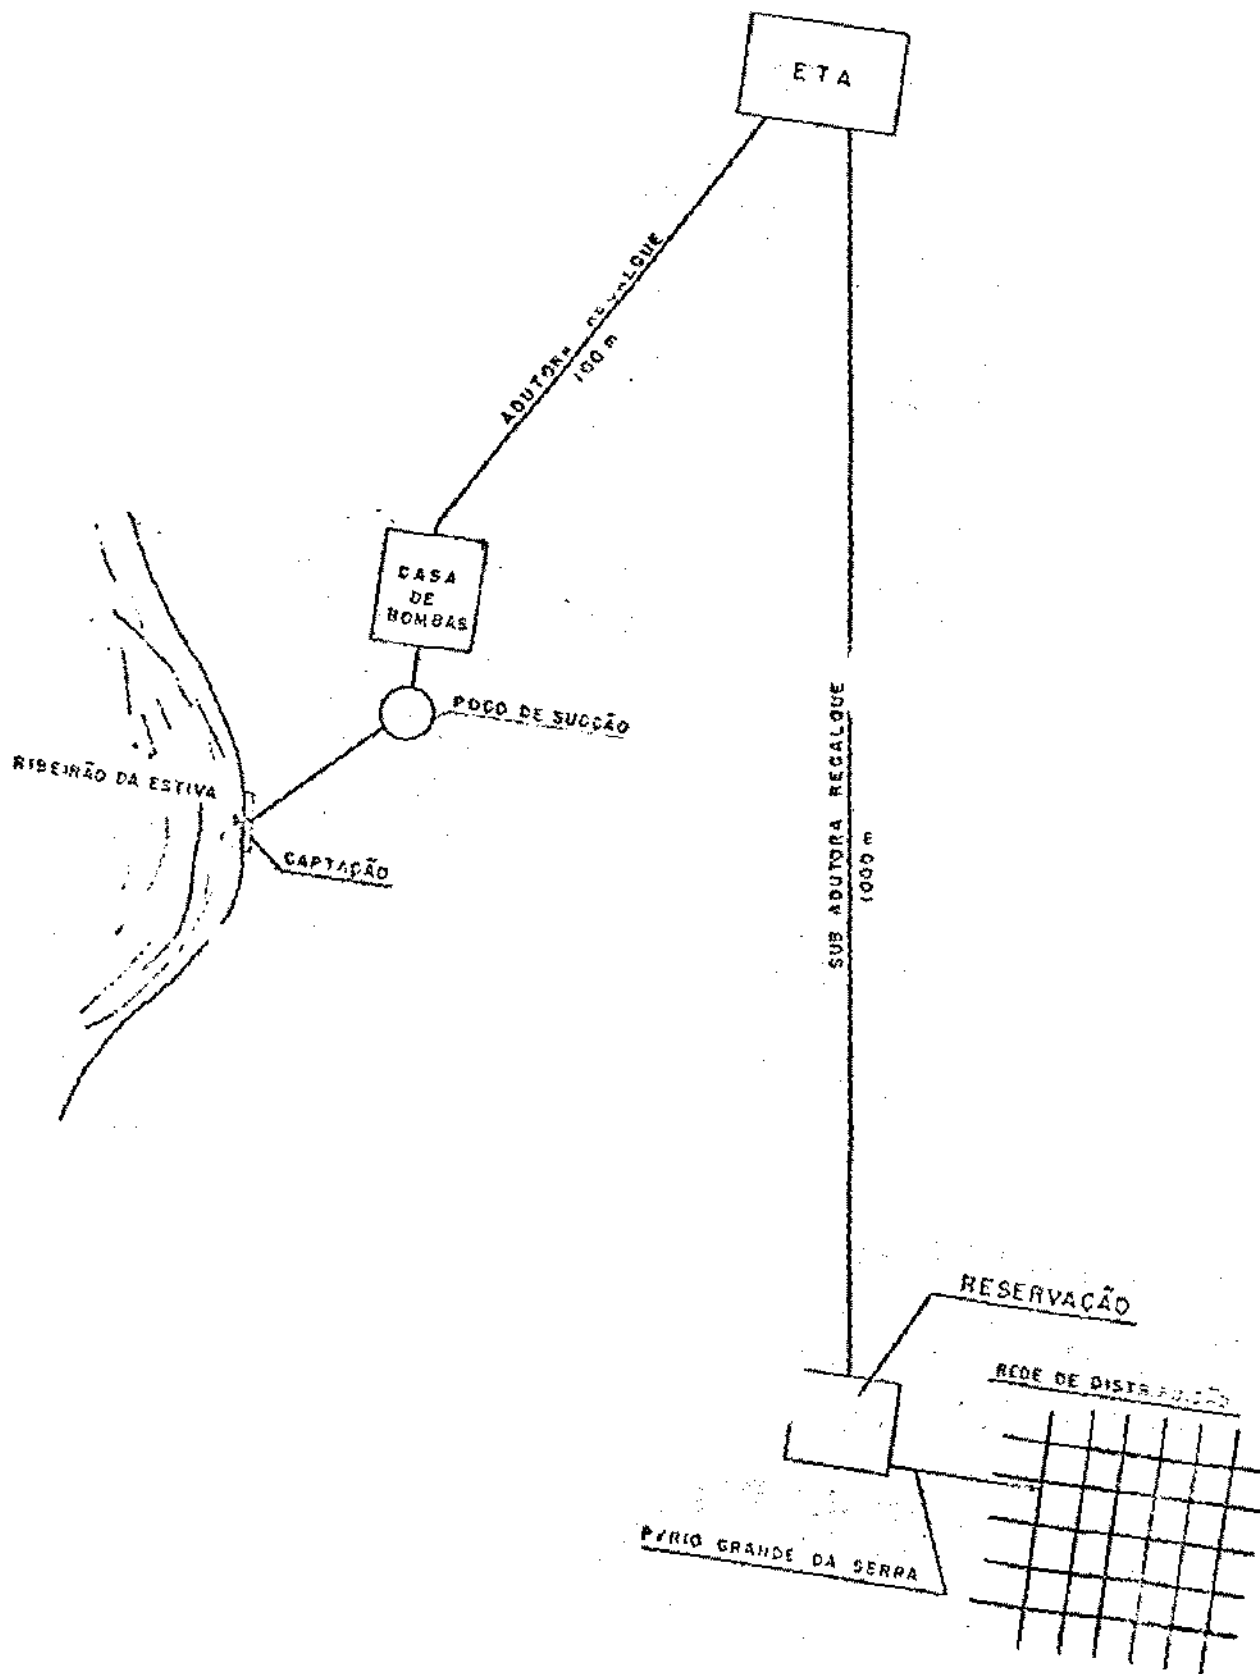 ETA
ADUTORA
100 m
CASA
DE
BOMBAS
POÇO DE SUCÇÃO
RIBEIRÃO DA ESTIVA
CAPTAÇÃO
SUB ADUTORA RECALQUE
1000 m
RESERVAÇÃO
REDE DE DISTRIBUIÇÃO
P/RIO GRANDE DA SERRA